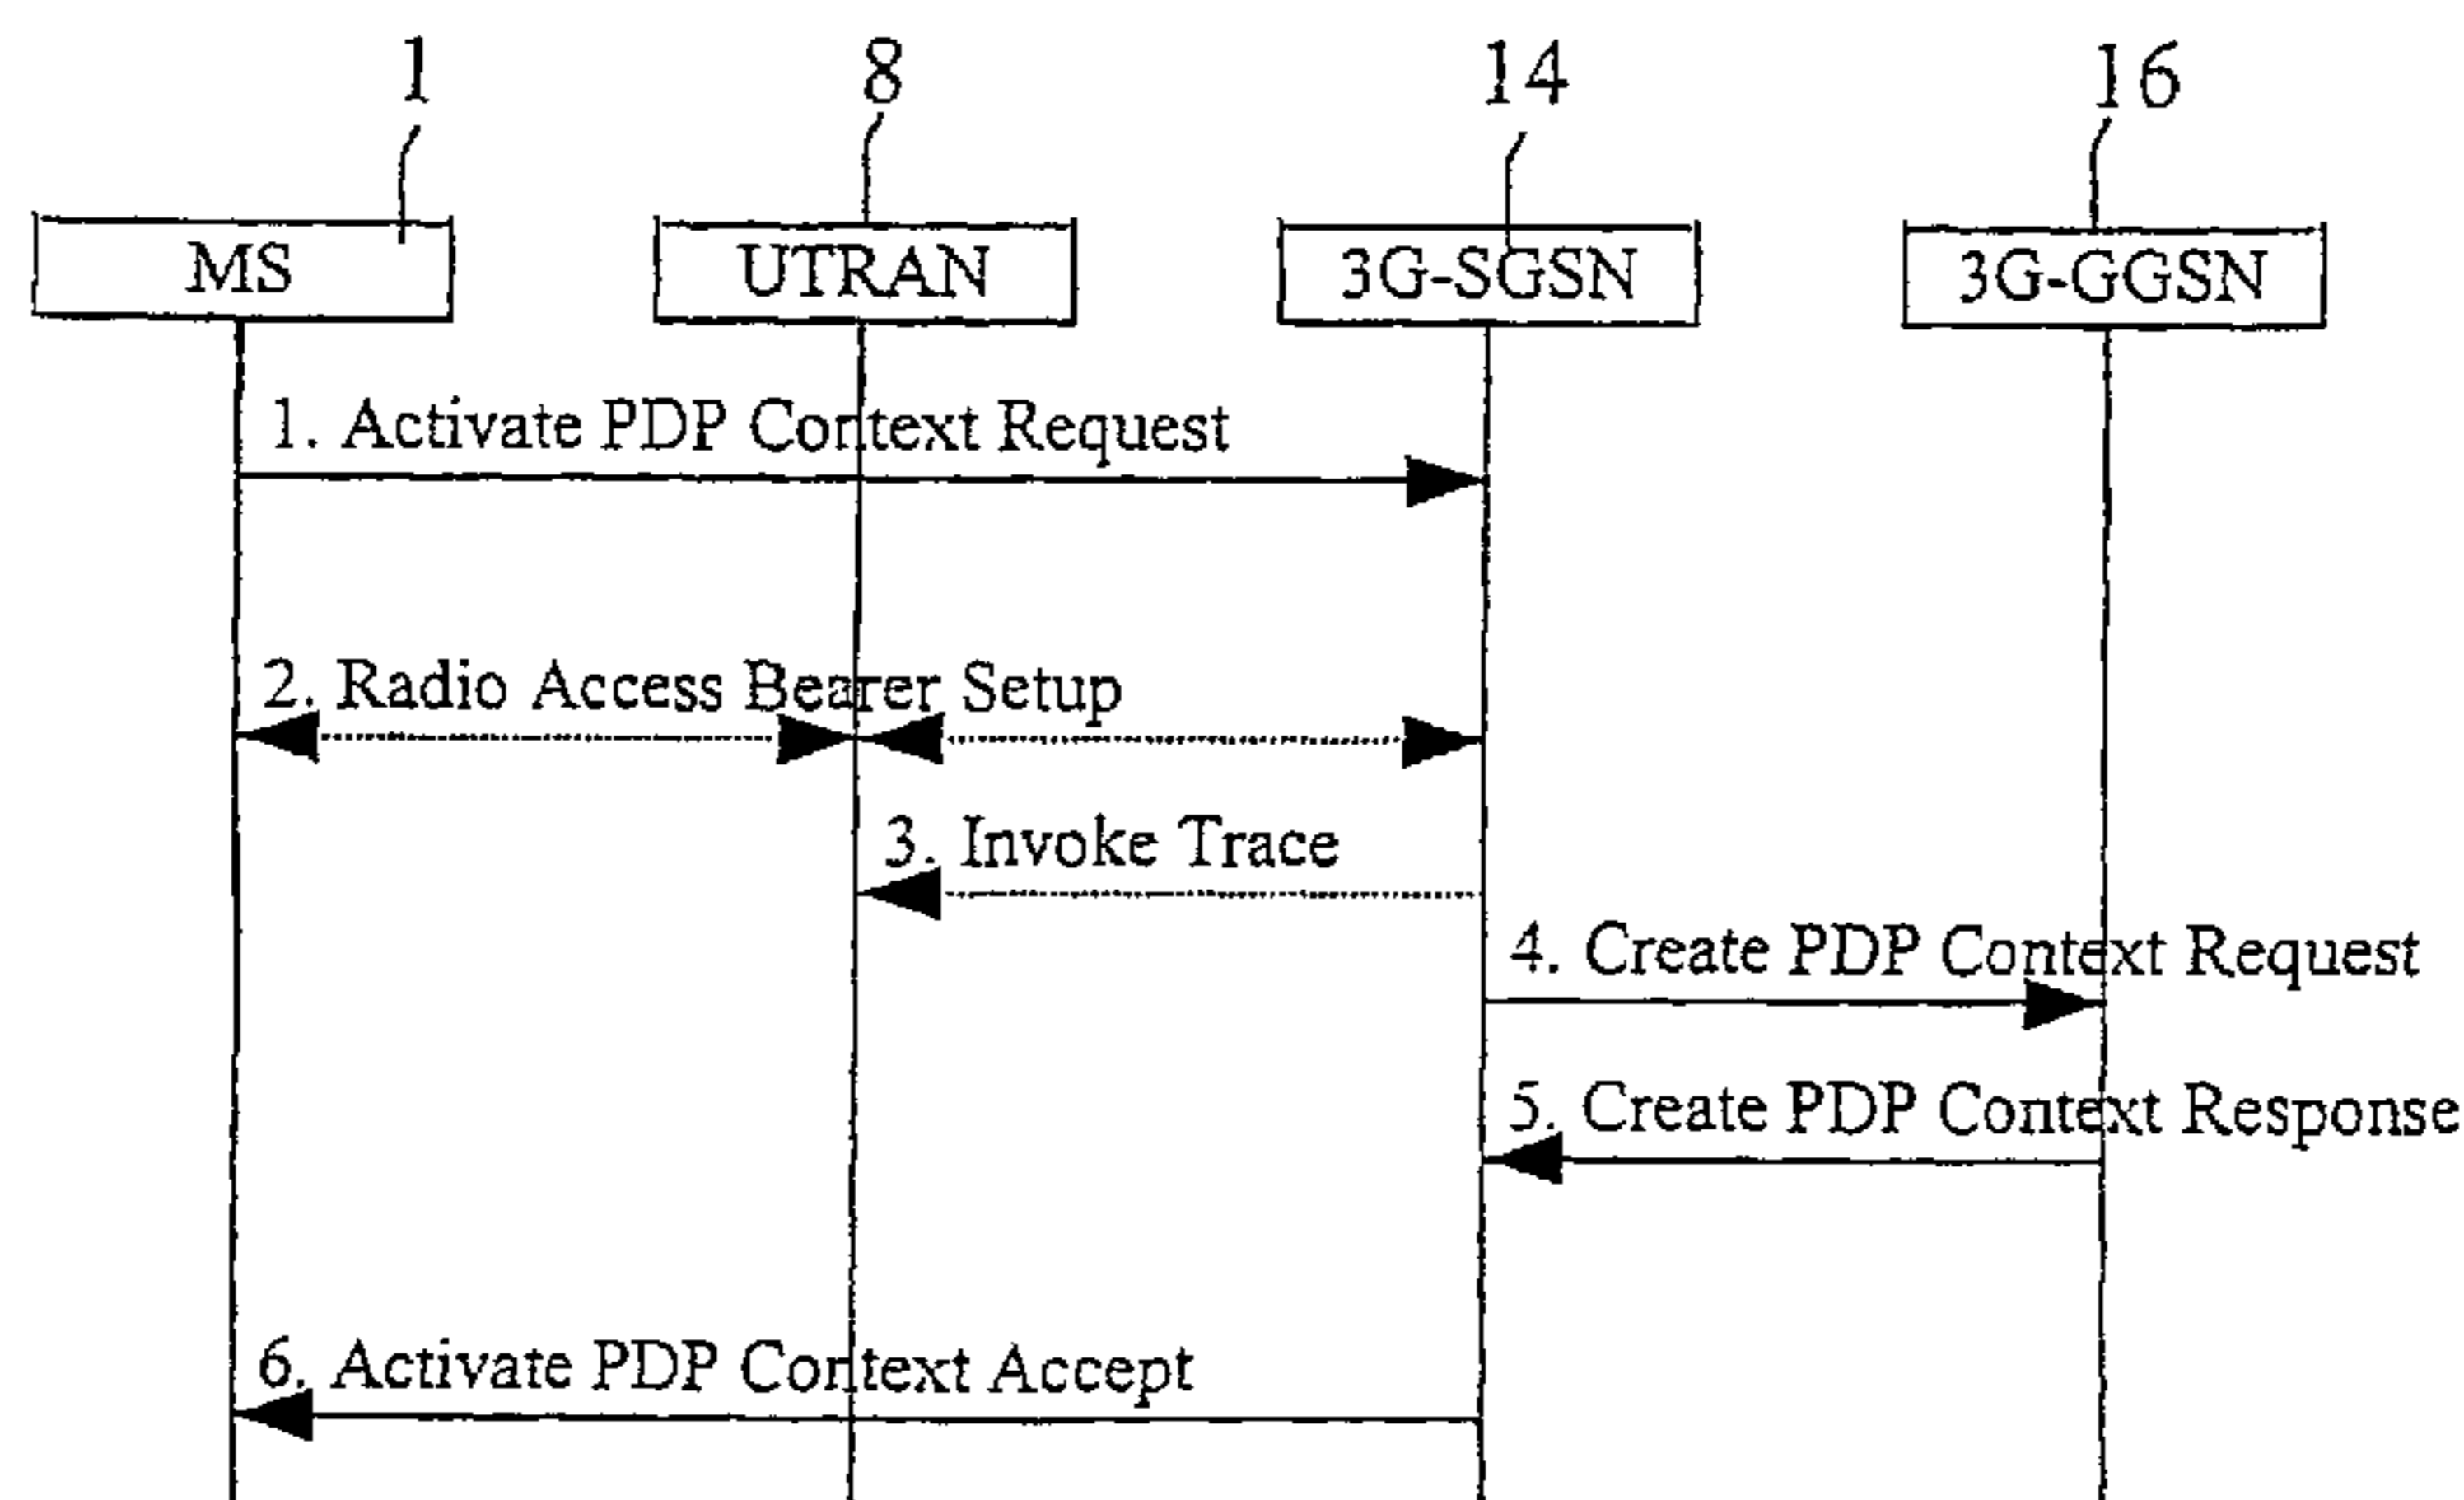 1
8
14
16
MS
UTRAN
3G-SGSN
3G-GGSN
1. Activate PDP Context Request
2. Radio Access Bearer Setup
3. Invoke Trace
4. Create PDP Context Request
5. Create PDP Context Response
6. Activate PDP Context Accept